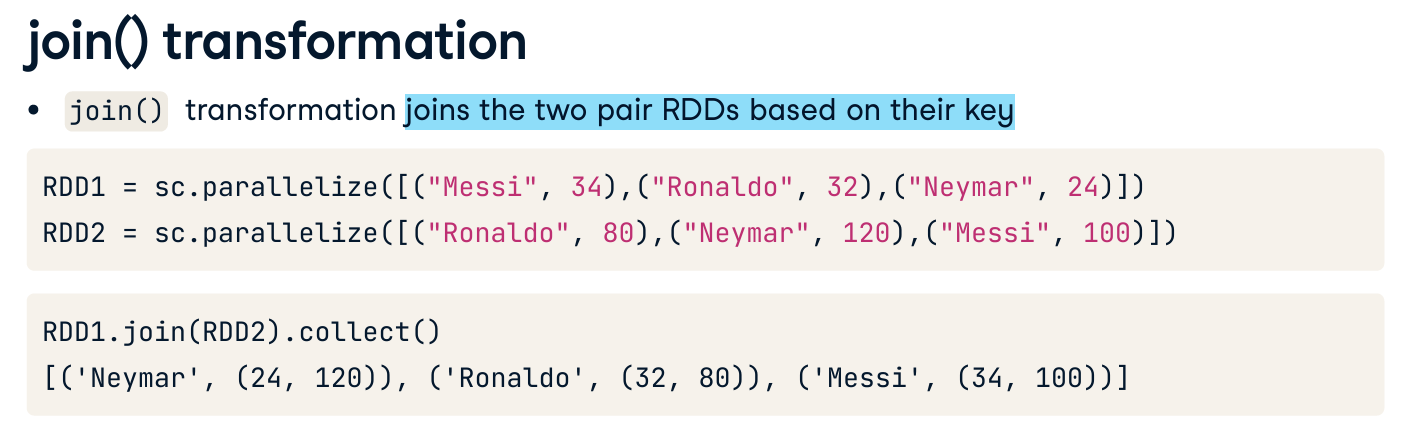 join() transformation
• join() transformation joins the two pair RDDs based on their key
RDD1 = sc.parallelize([("Messi", 34),("Ronaldo", 32),("Neymar", 24)])
RDD2 = sc.parallelize([("Ronaldo", 80),("Neymar", 120),("Messi", 100)])
RDD1.join(RDD2).collect()
[('Neymar', (24, 120)), ('Ronaldo', (32, 80)), ('Messi', (34, 100))]